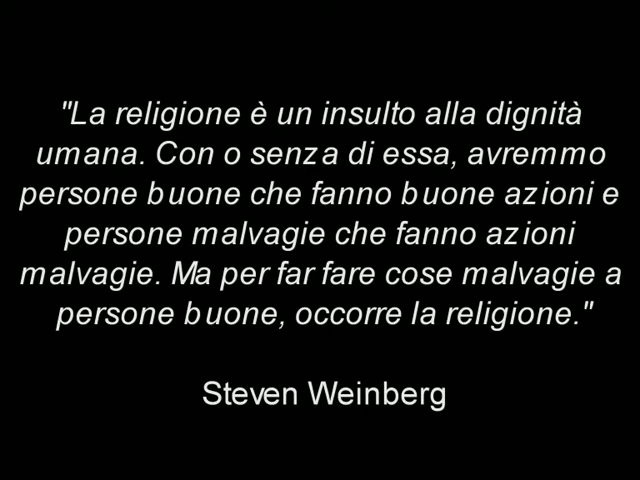 "La religione è un insulto alla dignità
umana. Con o senza di essa, avremmo
persone buone che fanno buone azioni e
persone malvagie che fanno azioni
malvagie. Ma per far fare cose malvagie a
persone buone, occorre la religione."
Steven Weinberg